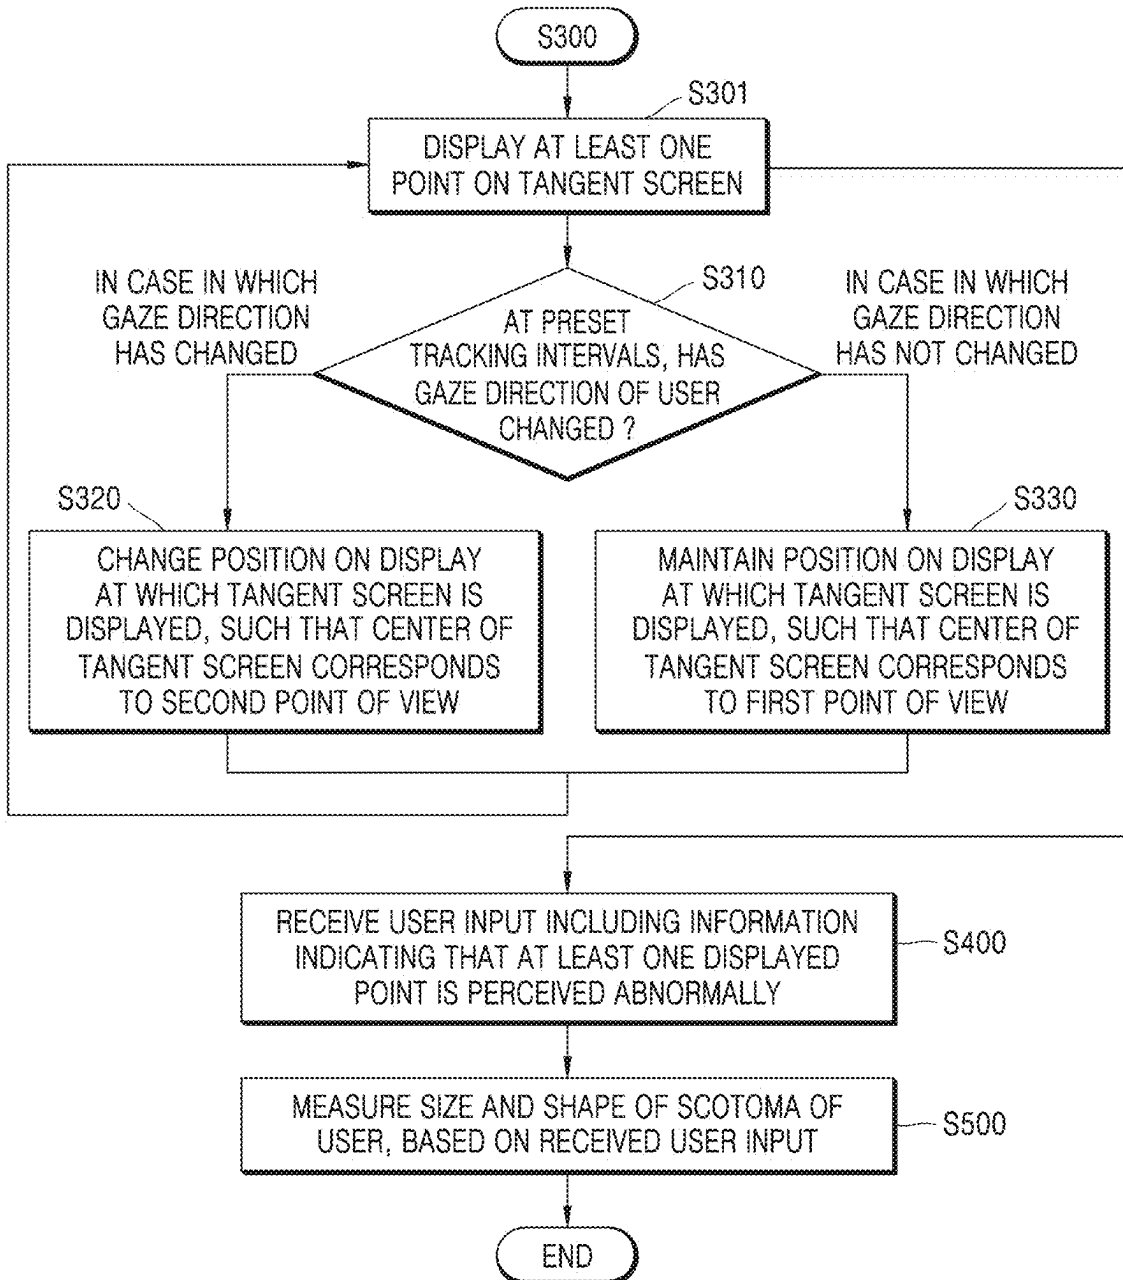 S300
S301
DISPLAY AT LEAST ONE
POINT ON TANGENT SCREEN
IN CASE IN WHICH
GAZE DIRECTION
HAS CHANGED
S310
AT PRESET
TRACKING INTERVALS, HAS
GAZE DIRECTION OF USER
CHANGED ?
IN CASE IN WHICH
GAZE DIRECTION
HAS NOT CHANGED
S320
CHANGE POSITION ON DISPLAY
AT WHICH TANGENT SCREEN IS
DISPLAYED, SUCH THAT CENTER OF
TANGENT SCREEN CORRESPONDS
TO SECOND POINT OF VIEW
S330
MAINTAIN POSITION ON DISPLAY
AT WHICH TANGENT SCREEN IS
DISPLAYED, SUCH THAT CENTER OF
TANGENT SCREEN CORRESPONDS
TO FIRST POINT OF VIEW
RECEIVE USER INPUT INCLUDING INFORMATION
INDICATING THAT AT LEAST ONE DISPLAYED
POINT IS PERCEIVED ABNORMALLY
S400
MEASURE SIZE AND SHAPE OF SCOTOMA OF
USER, BASED ON RECEIVED USER INPUT
S500
END